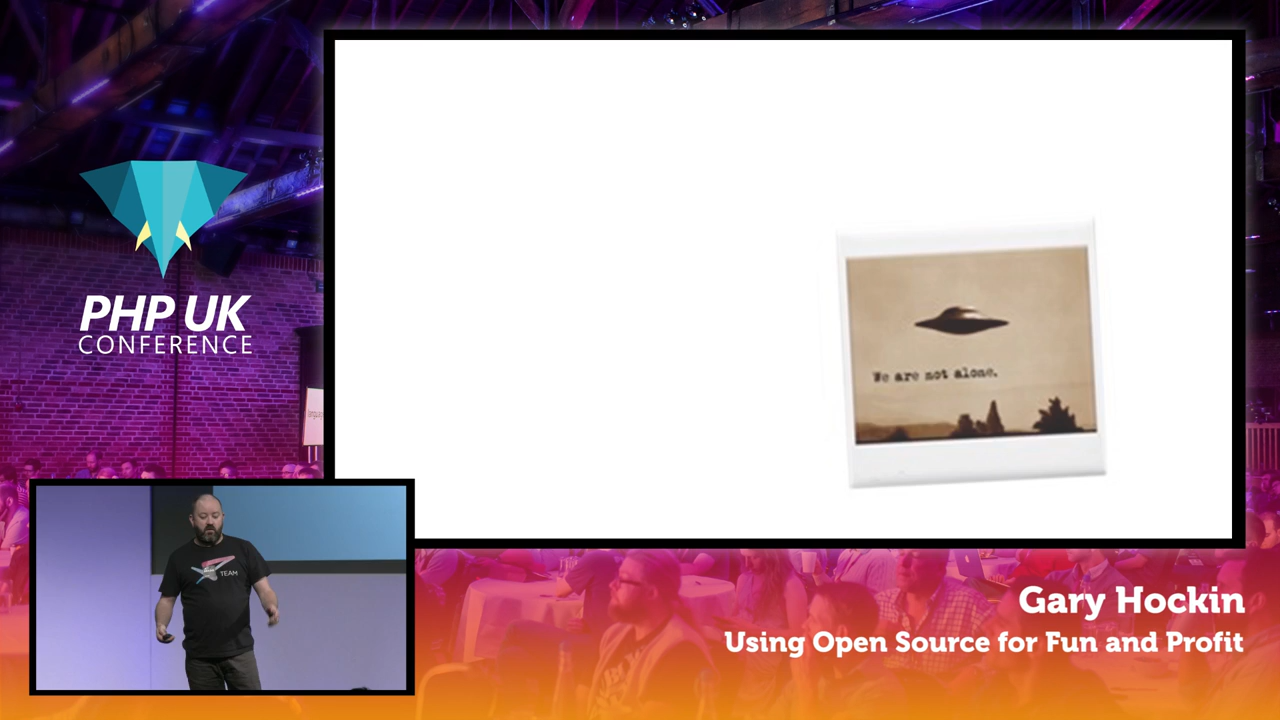 PHP UK
CONFERENCE
We are not alone.
TEAM
Gary Hockin
Using Open Source for Fun and Profit